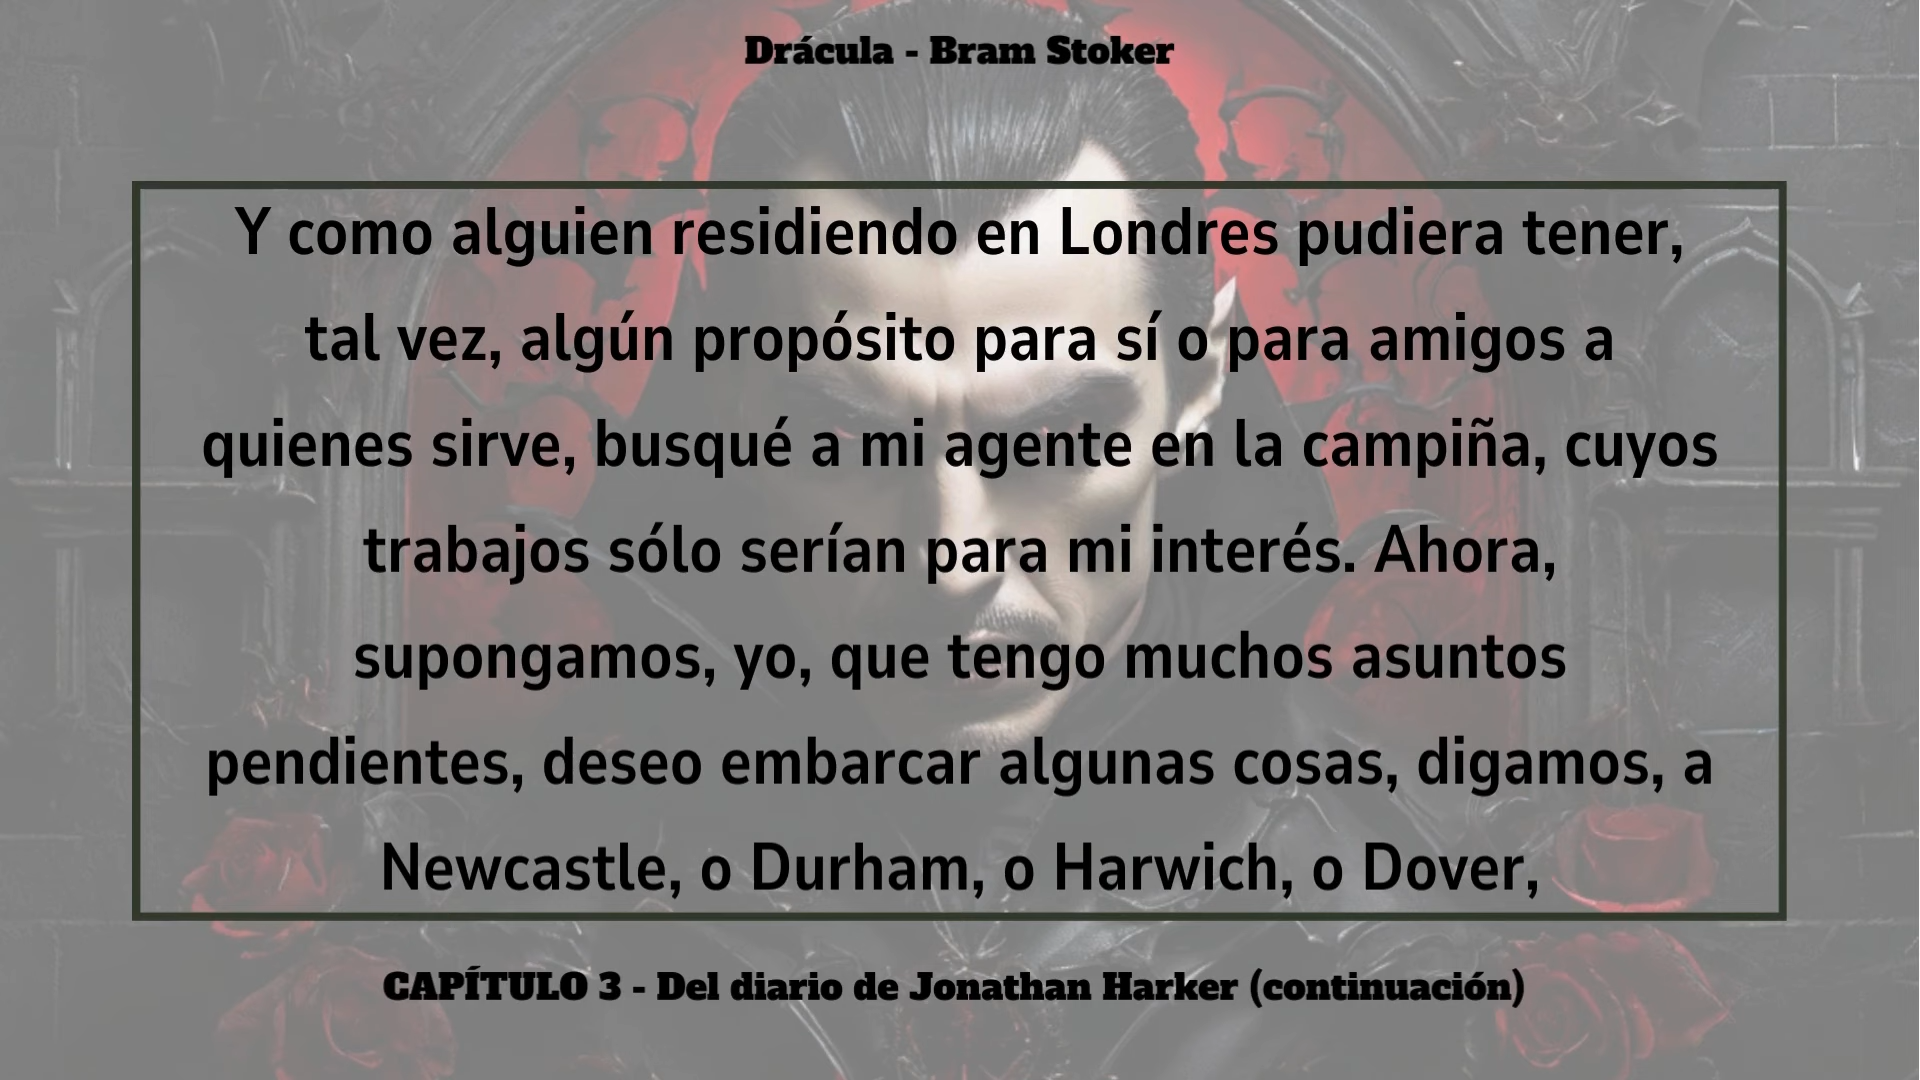 Drácula - Bram Stoker
Y como alguien residiendo en Londres pudiera tener,
tal vez, algún propósito para sí o para amigos a
quienes sirve, busqué a mi agente en la campiña, cuyos
trabajos sólo serían para mi interés. Ahora,
supongamos, yo, que tengo muchos asuntos
pendientes, deseo embarcar algunas cosas, digamos, a
Newcastle, o Durham, o Harwich, o Dover,
CAPÍTULO 3 - Del diario de Jonathan Harker (continuación)